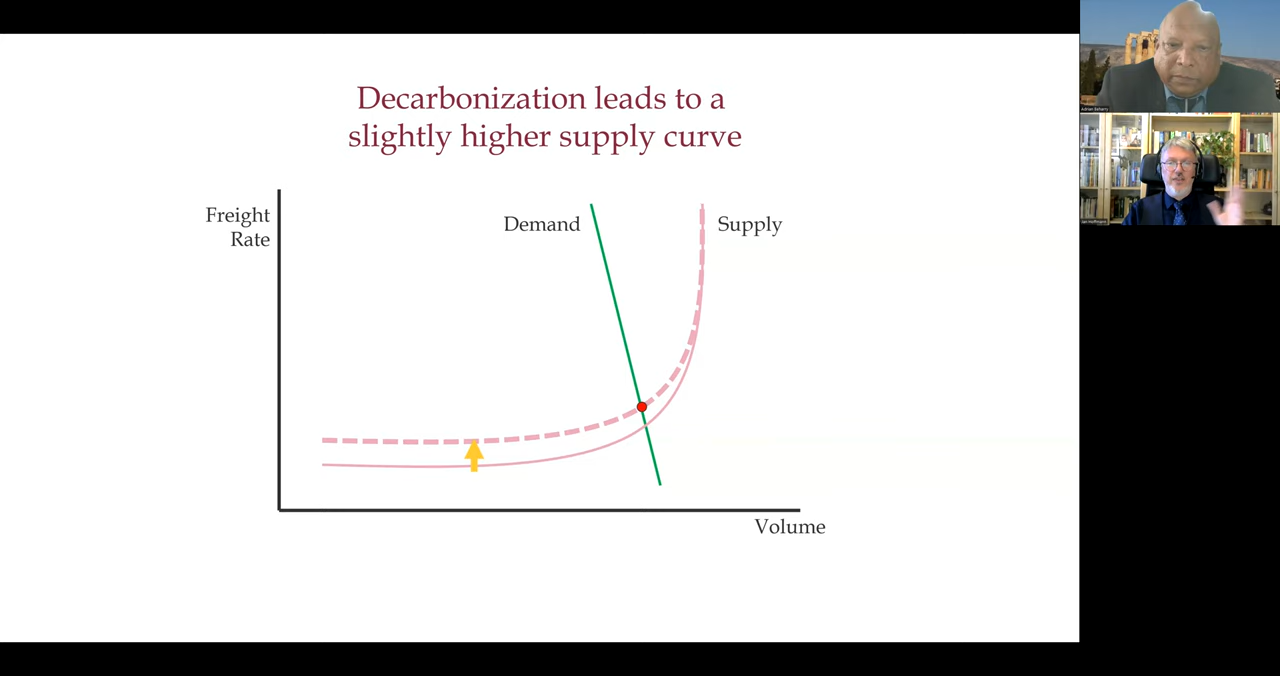 Decarbonization leads to a
slightly higher supply curve
Freight
Rate
Demand
Supply
Volume